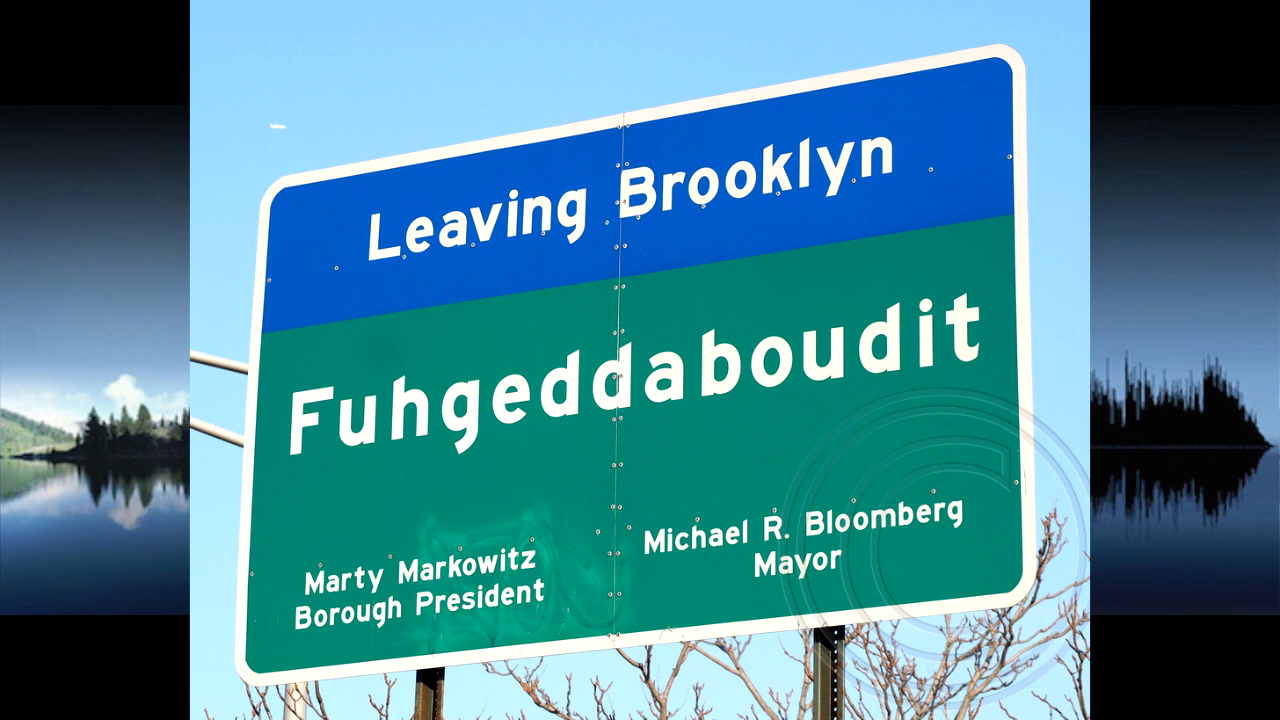 Leaving Brooklyn
Fuhgeddaboudit
Marty Markowitz
Borough President
Michael R. Bloomberg
Mayor